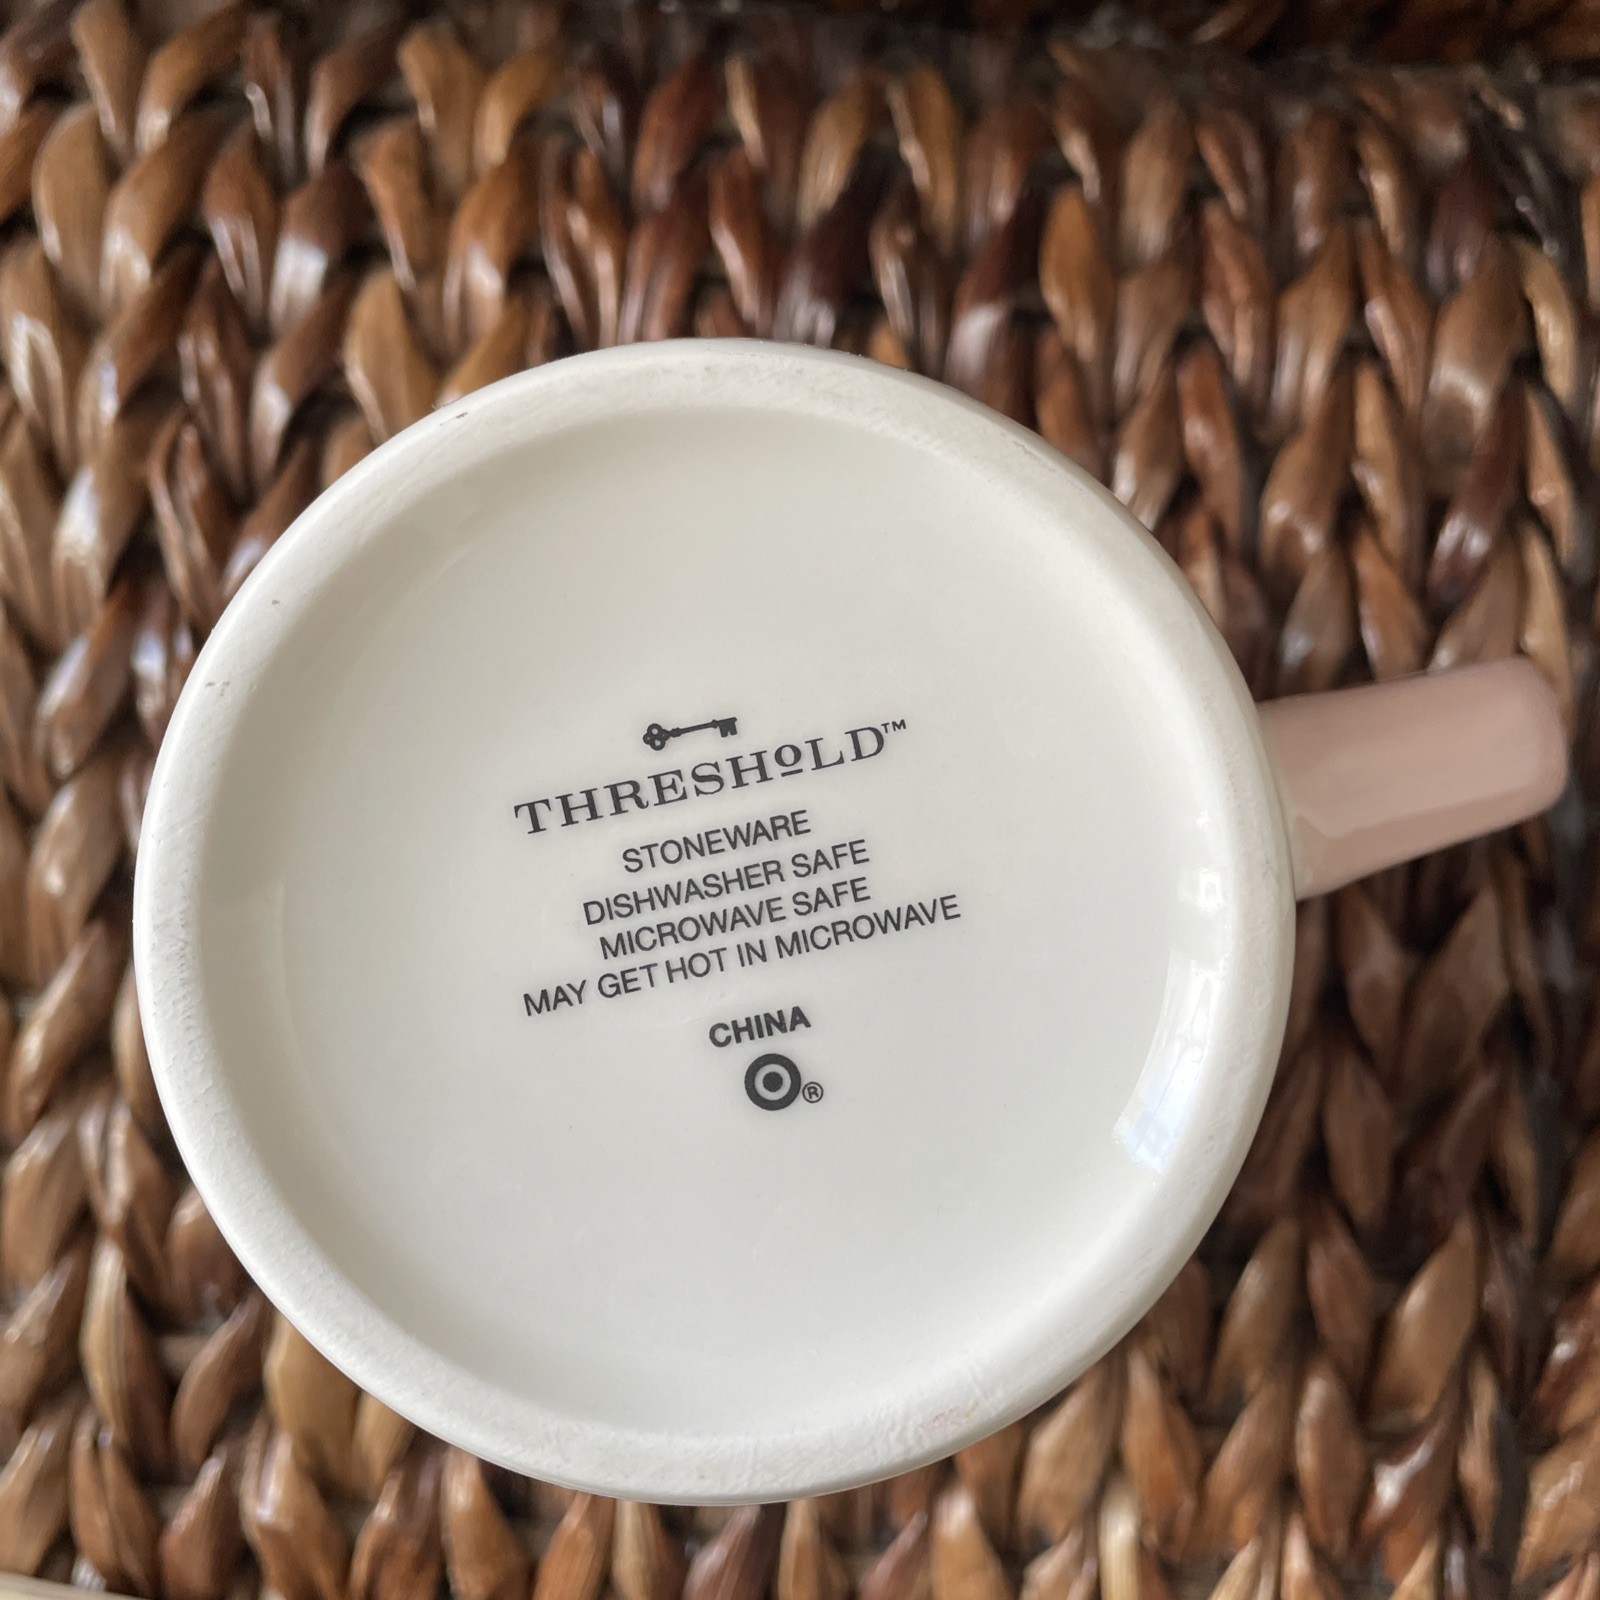 THRESHOLD™
STONEWARE
DISHWASHER SAFE
MICROWAVE SAFE
MAY GET HOT IN MICROWAVE
CHINA
®